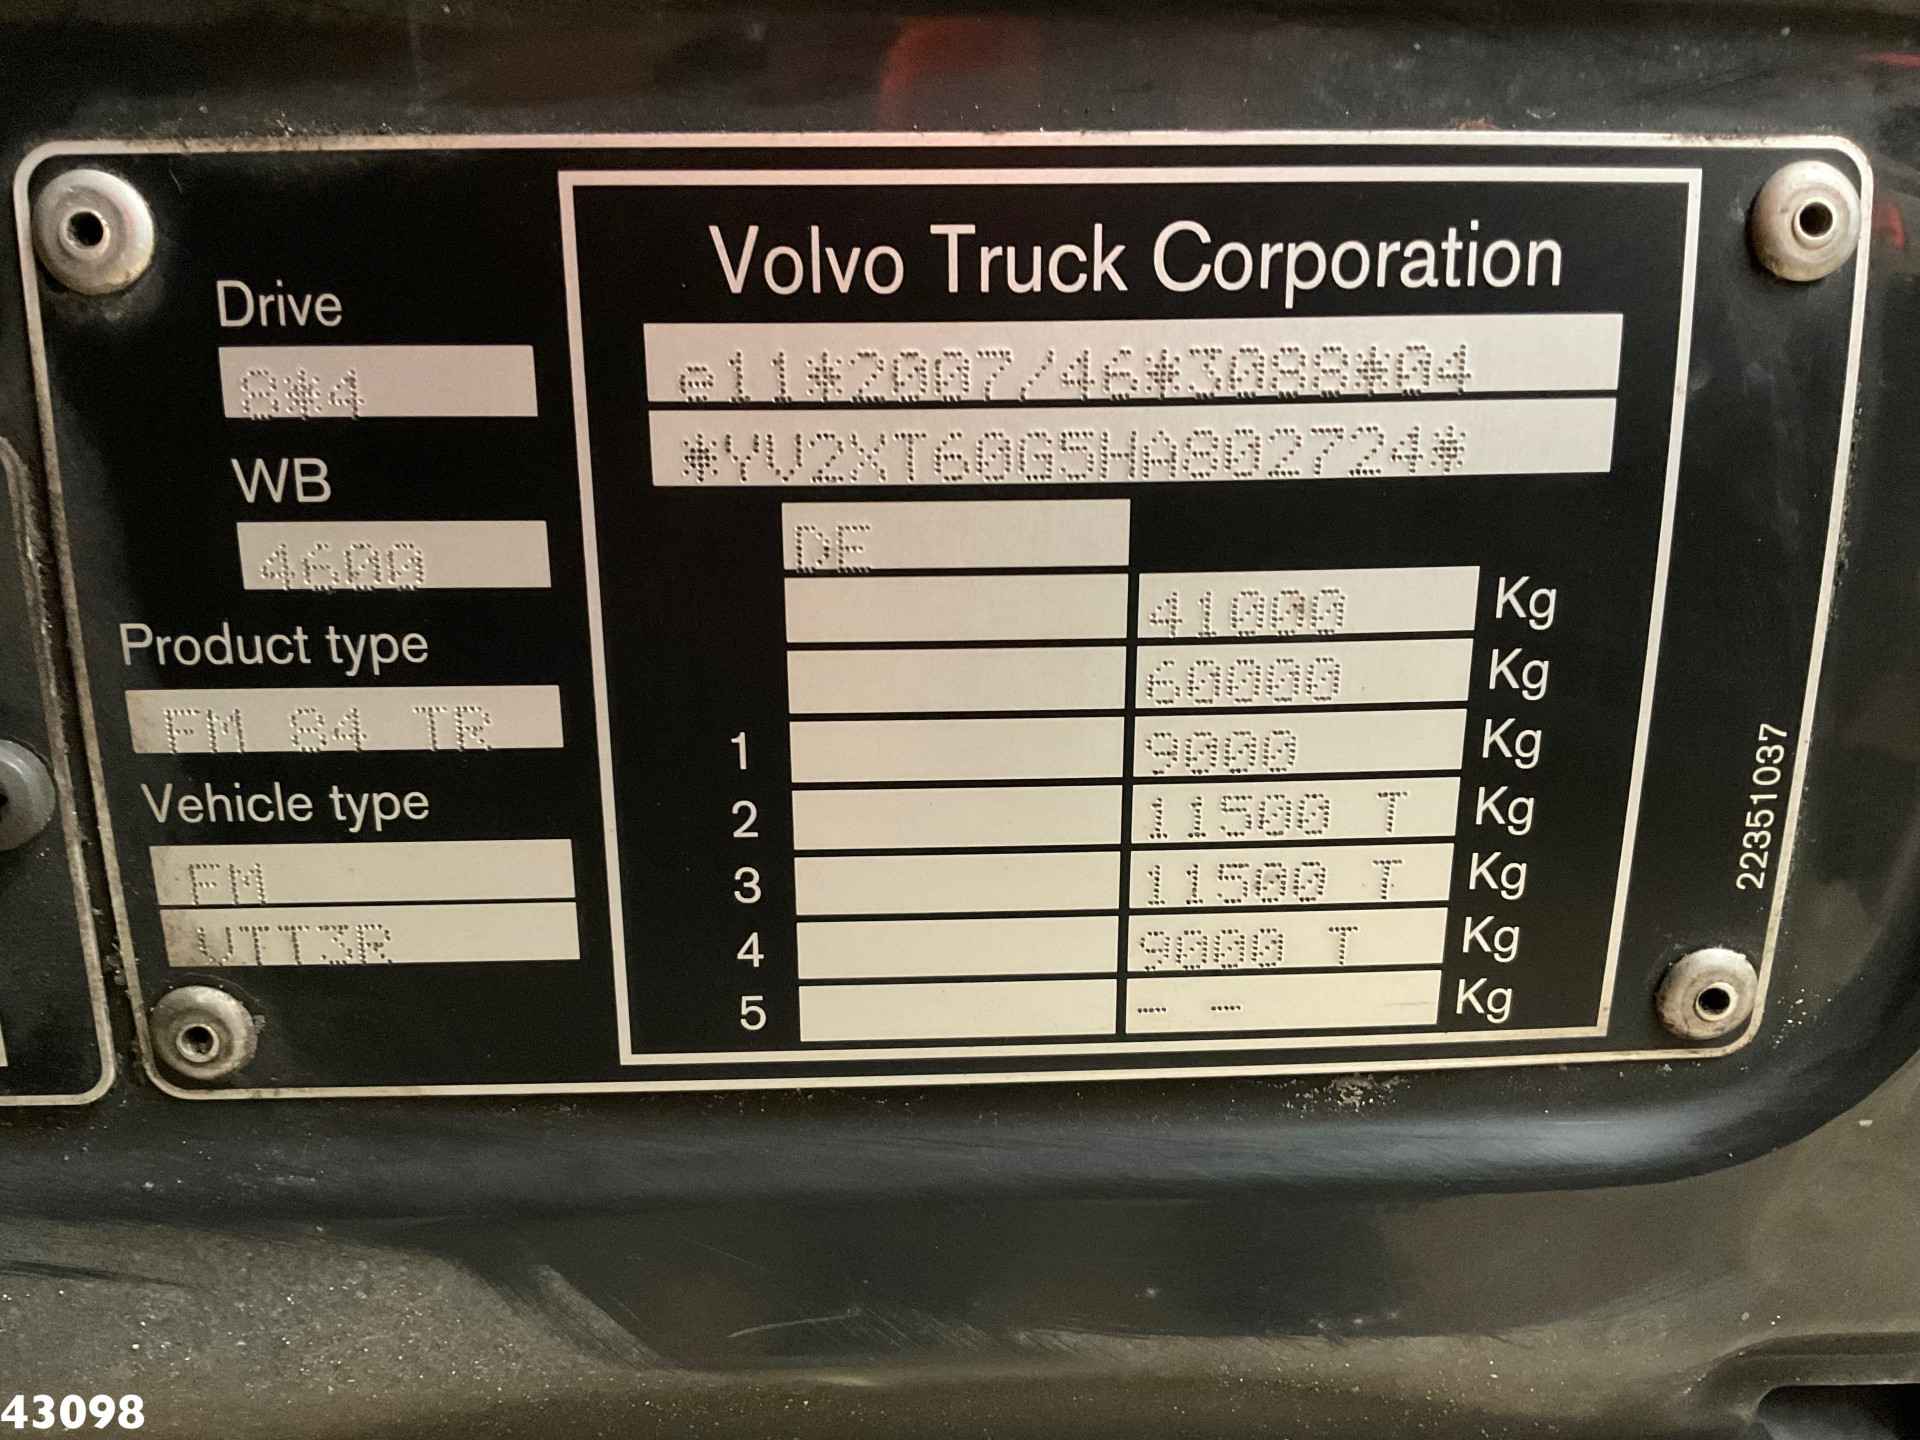 Volvo Truck Corporation
e11*2007/46*3088*04
*YV2XT60G5HA802724*
Drive
8*4
WB
4600
Product type
FM 84 TR
Vehicle type
FM
VTT3R
DE
41000 Kg
60000 Kg
1 9000 Kg
2 11500 T Kg
3 11500 T Kg
4 9000 T Kg
5 - - Kg
22351037
43098